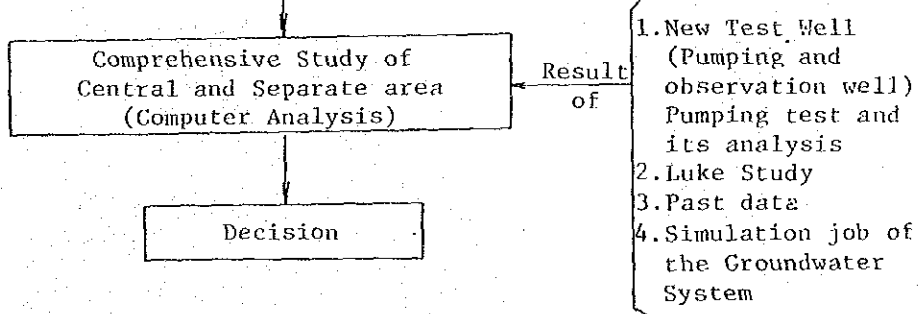 Comprehensive Study of
Central and Separate area
(Computer Analysis)
Result
of
1.New Test Well
(Pumping and
observation well)
Pumping test and
its analysis
2.Luke Study
3.Past data
4.Simulation job of
the Groundwater
System
Decision